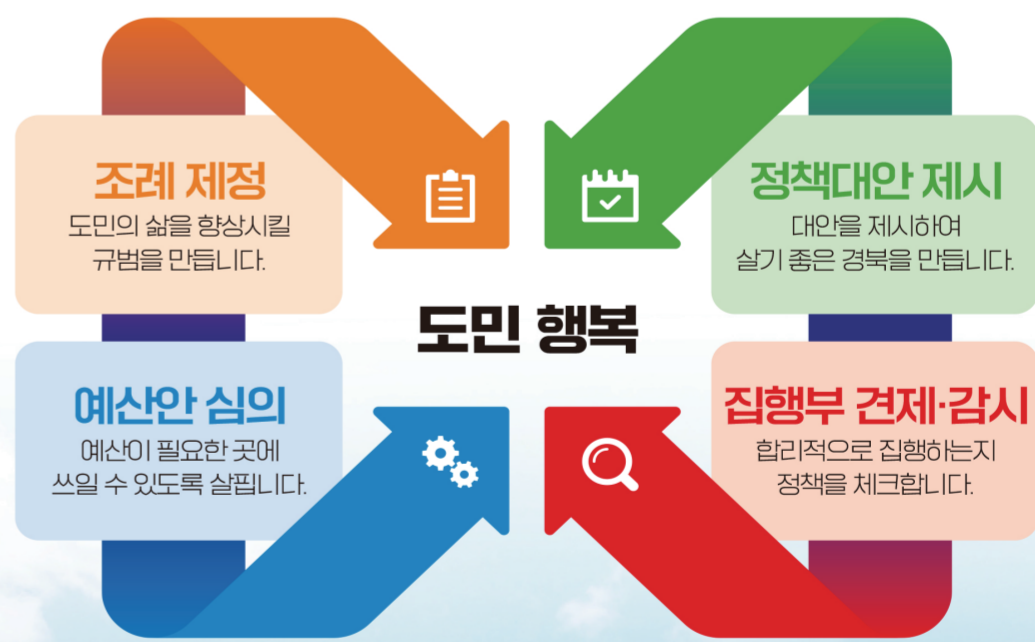 조례 제정
도민의 삶을 향상시킬
규범을 만듭니다.
정책대안 제시
대안을 제시하여
살기 좋은 경북을 만듭니다.
도민 행복
예산안 심의
예산이 필요한 곳에
쓰일 수 있도록 살핍니다.
집행부 견제·감시
합리적으로 집행하는지
정책을 체크합니다.